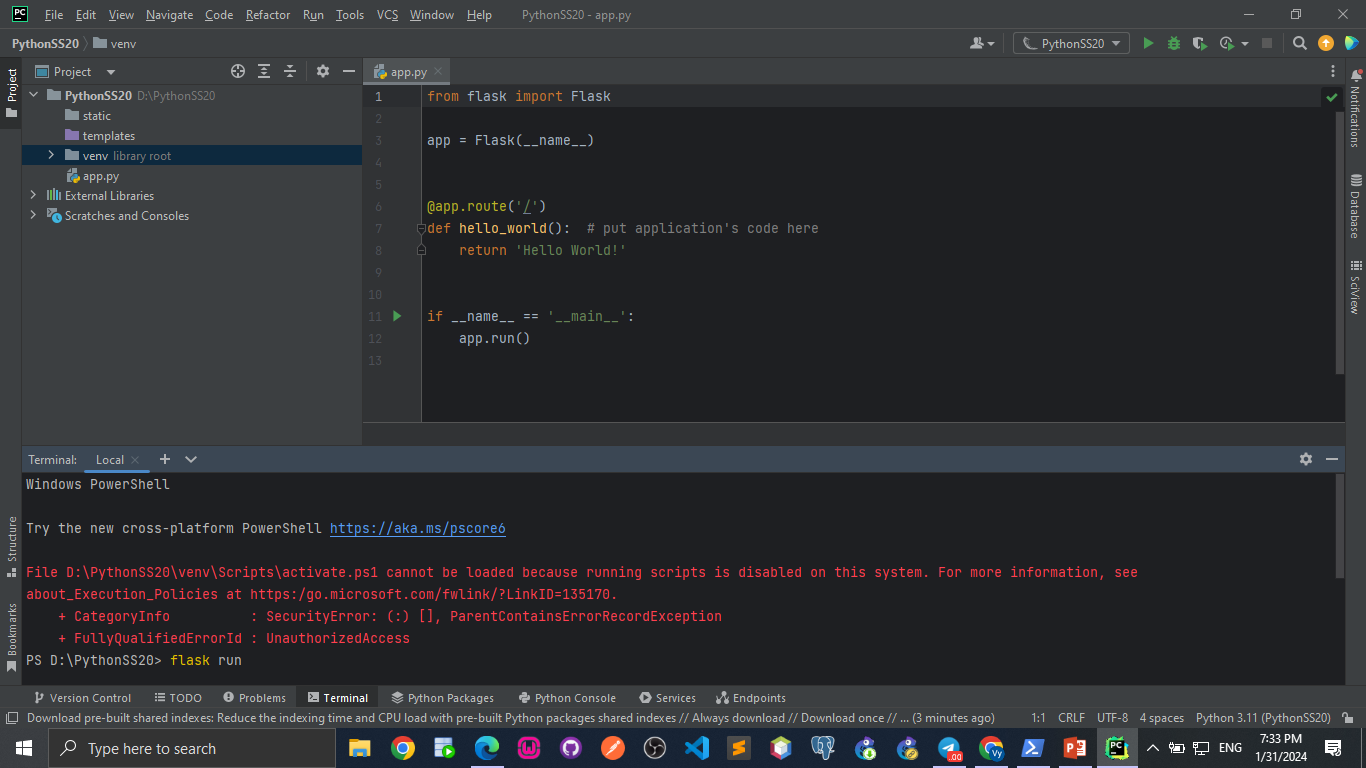 File Edit View Navigate Code Refactor Run Tools VCS Window Help PythonSS20 - app.py
PythonSS20 venv PythonSS20
Project
Project
app.py
PythonSS20 D:\PythonSS20
static
templates
venv library root
app.py
External Libraries
Scratches and Consoles
1 from flask import Flask
2
3 app = Flask(__name__)
4
5
6 @app.route('/')
7 def hello_world():  # put application's code here
8     return 'Hello World!'
9
10
11 if __name__ == '__main__':
12     app.run()
13
Notifications
Database
SciView
Structure
Bookmarks
Terminal: Local
Windows PowerShell
Try the new cross-platform PowerShell https://aka.ms/pscore6
File D:\PythonSS20\venv\Scripts\activate.ps1 cannot be loaded because running scripts is disabled on this system. For more information, see
about_Execution_Policies at https:/go.microsoft.com/fwlink/?LinkID=135170.
    + CategoryInfo          : SecurityError: (:) [], ParentContainsErrorRecordException
    + FullyQualifiedErrorId : UnauthorizedAccess
PS D:\PythonSS20> flask run
Version Control TODO Problems Terminal Python Packages Python Console Services Endpoints
Download pre-built shared indexes: Reduce the indexing time and CPU load with pre-built Python packages shared indexes // Always download // Download once // ... (3 minutes ago) 1:1 CRLF UTF-8 4 spaces Python 3.11 (PythonSS20)
Type here to search
ENG
7:33 PM
1/31/2024